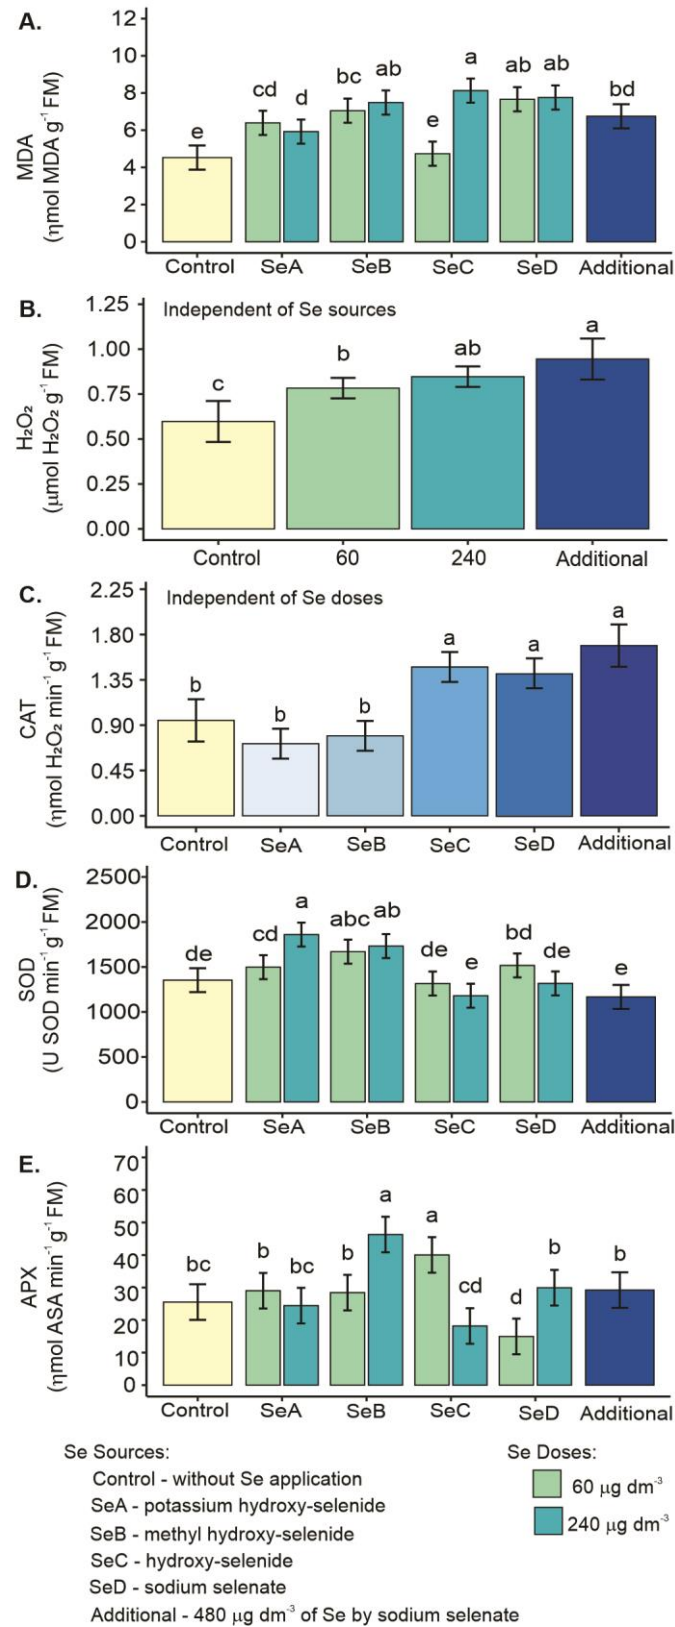 A.
MDA
(ηmol MDA g⁻¹ FM)
12
10
8
6
4
2
0
e
cd
d
bc
ab
e
a
ab
ab
bd
Control
SeA
SeB
SeC
SeD
Additional
B.
Independent of Se sources
H₂O₂
(μmol H₂O₂ g⁻¹ FM)
1.25
1.00
0.75
0.50
0.25
0.00
c
b
ab
a
Control
60
240
Additional
C.
Independent of Se doses
CAT
(ηmol H₂O₂ min⁻¹ g⁻¹ FM)
2.25
1.80
1.35
0.90
0.45
0.00
b
b
b
a
a
a
Control
SeA
SeB
SeC
SeD
Additional
D.
SOD
(U SOD min⁻¹ g⁻¹ FM)
2500
2000
1500
1000
500
0
de
cd
a
abc
ab
de
e
bd
de
e
Control
SeA
SeB
SeC
SeD
Additional
E.
APX
(ηmol ASA min⁻¹ g⁻¹ FM)
70
60
50
40
30
20
10
0
bc
b
bc
b
a
a
cd
d
b
b
Control
SeA
SeB
SeC
SeD
Additional
Se Sources:
Control - without Se application
SeA - potassium hydroxy-selenide
SeB - methyl hydroxy-selenide
SeC - hydroxy-selenide
SeD - sodium selenate
Additional - 480 μg dm⁻³ of Se by sodium selenate
Se Doses:
60 μg dm⁻³
240 μg dm⁻³